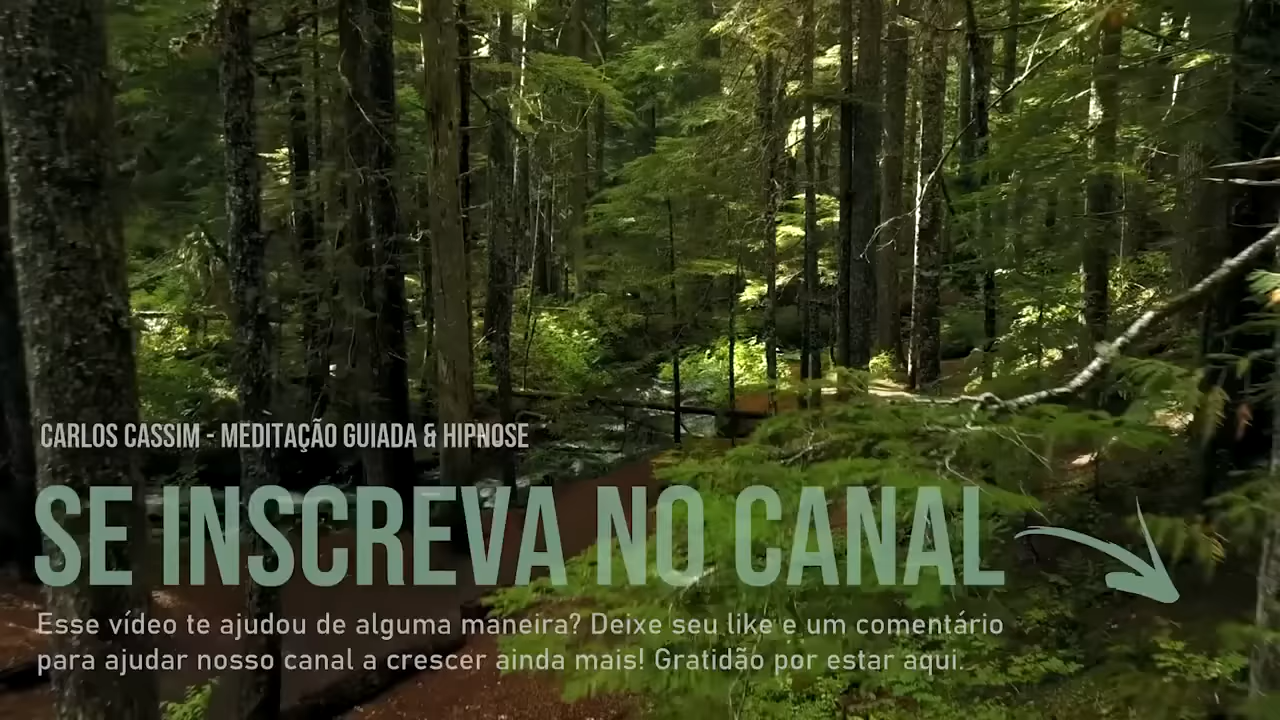 CARLOS CASSIM - MEDITAÇÃO GUIADA & HIPNOSE
SE INSCREVA NO CANAL
Esse vídeo te ajudou de alguma maneira? Deixe seu like e um comentário
para ajudar nosso canal a crescer ainda mais! Gratidão por estar aqui.